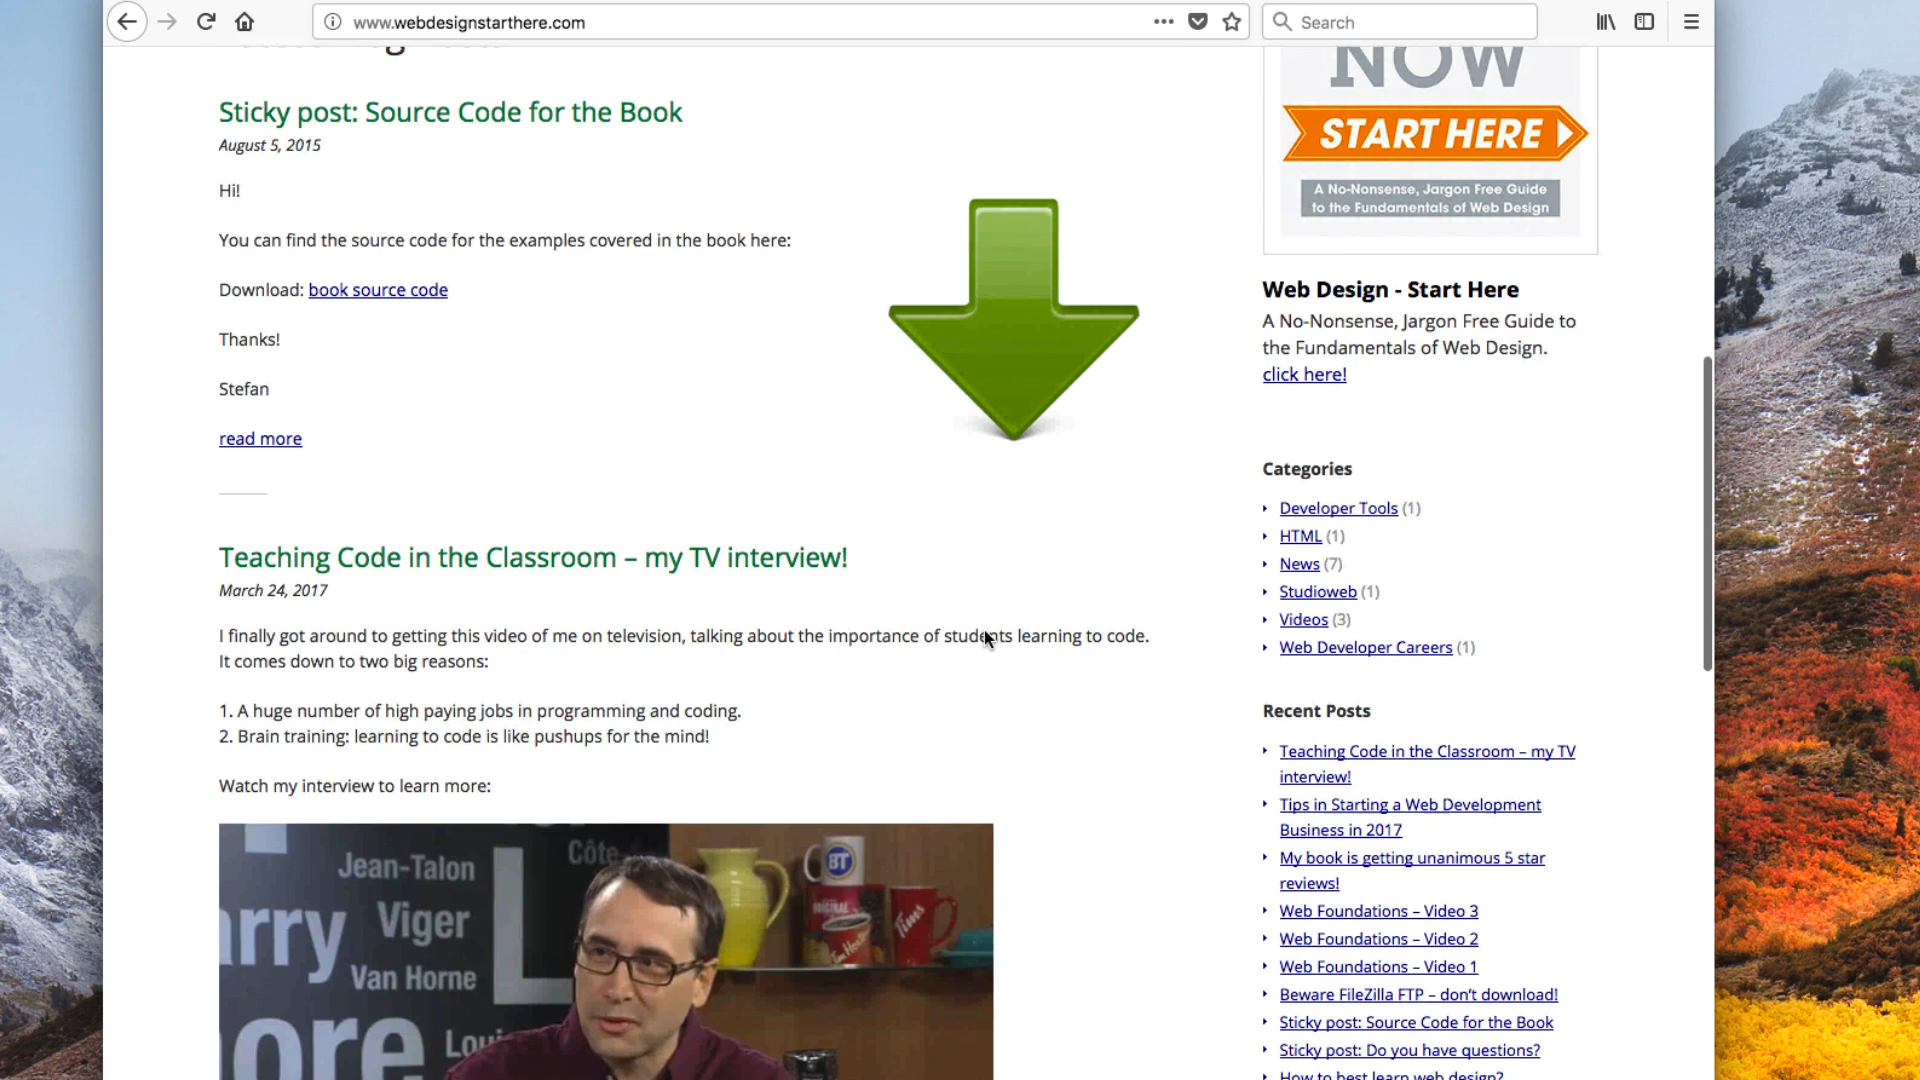 www.webdesignstarthere.com
Search
Sticky post: Source Code for the Book
August 5, 2015
Hi!
You can find the source code for the examples covered in the book here:
Download: book source code
Thanks!
Stefan
read more
Teaching Code in the Classroom – my TV interview!
March 24, 2017
I finally got around to getting this video of me on television, talking about the importance of students learning to code.
It comes down to two big reasons:
1. A huge number of high paying jobs in programming and coding.
2. Brain training: learning to code is like pushups for the mind!
Watch my interview to learn more:
Jean-Talon
Côte
arry
Viger
Van Horne
ore
BT
ORIGINAL
Tims
NOW
START HERE
A No-Nonsense, Jargon Free Guide
to the Fundamentals of Web Design
Web Design - Start Here
A No-Nonsense, Jargon Free Guide to
the Fundamentals of Web Design.
click here!
Categories
Developer Tools (1)
HTML (1)
News (7)
Studioweb (1)
Videos (3)
Web Developer Careers (1)
Recent Posts
Teaching Code in the Classroom – my TV
interview!
Tips in Starting a Web Development
Business in 2017
My book is getting unanimous 5 star
reviews!
Web Foundations – Video 3
Web Foundations – Video 2
Web Foundations – Video 1
Beware FileZilla FTP – don't download!
Sticky post: Source Code for the Book
Sticky post: Do you have questions?
How to best learn web design?